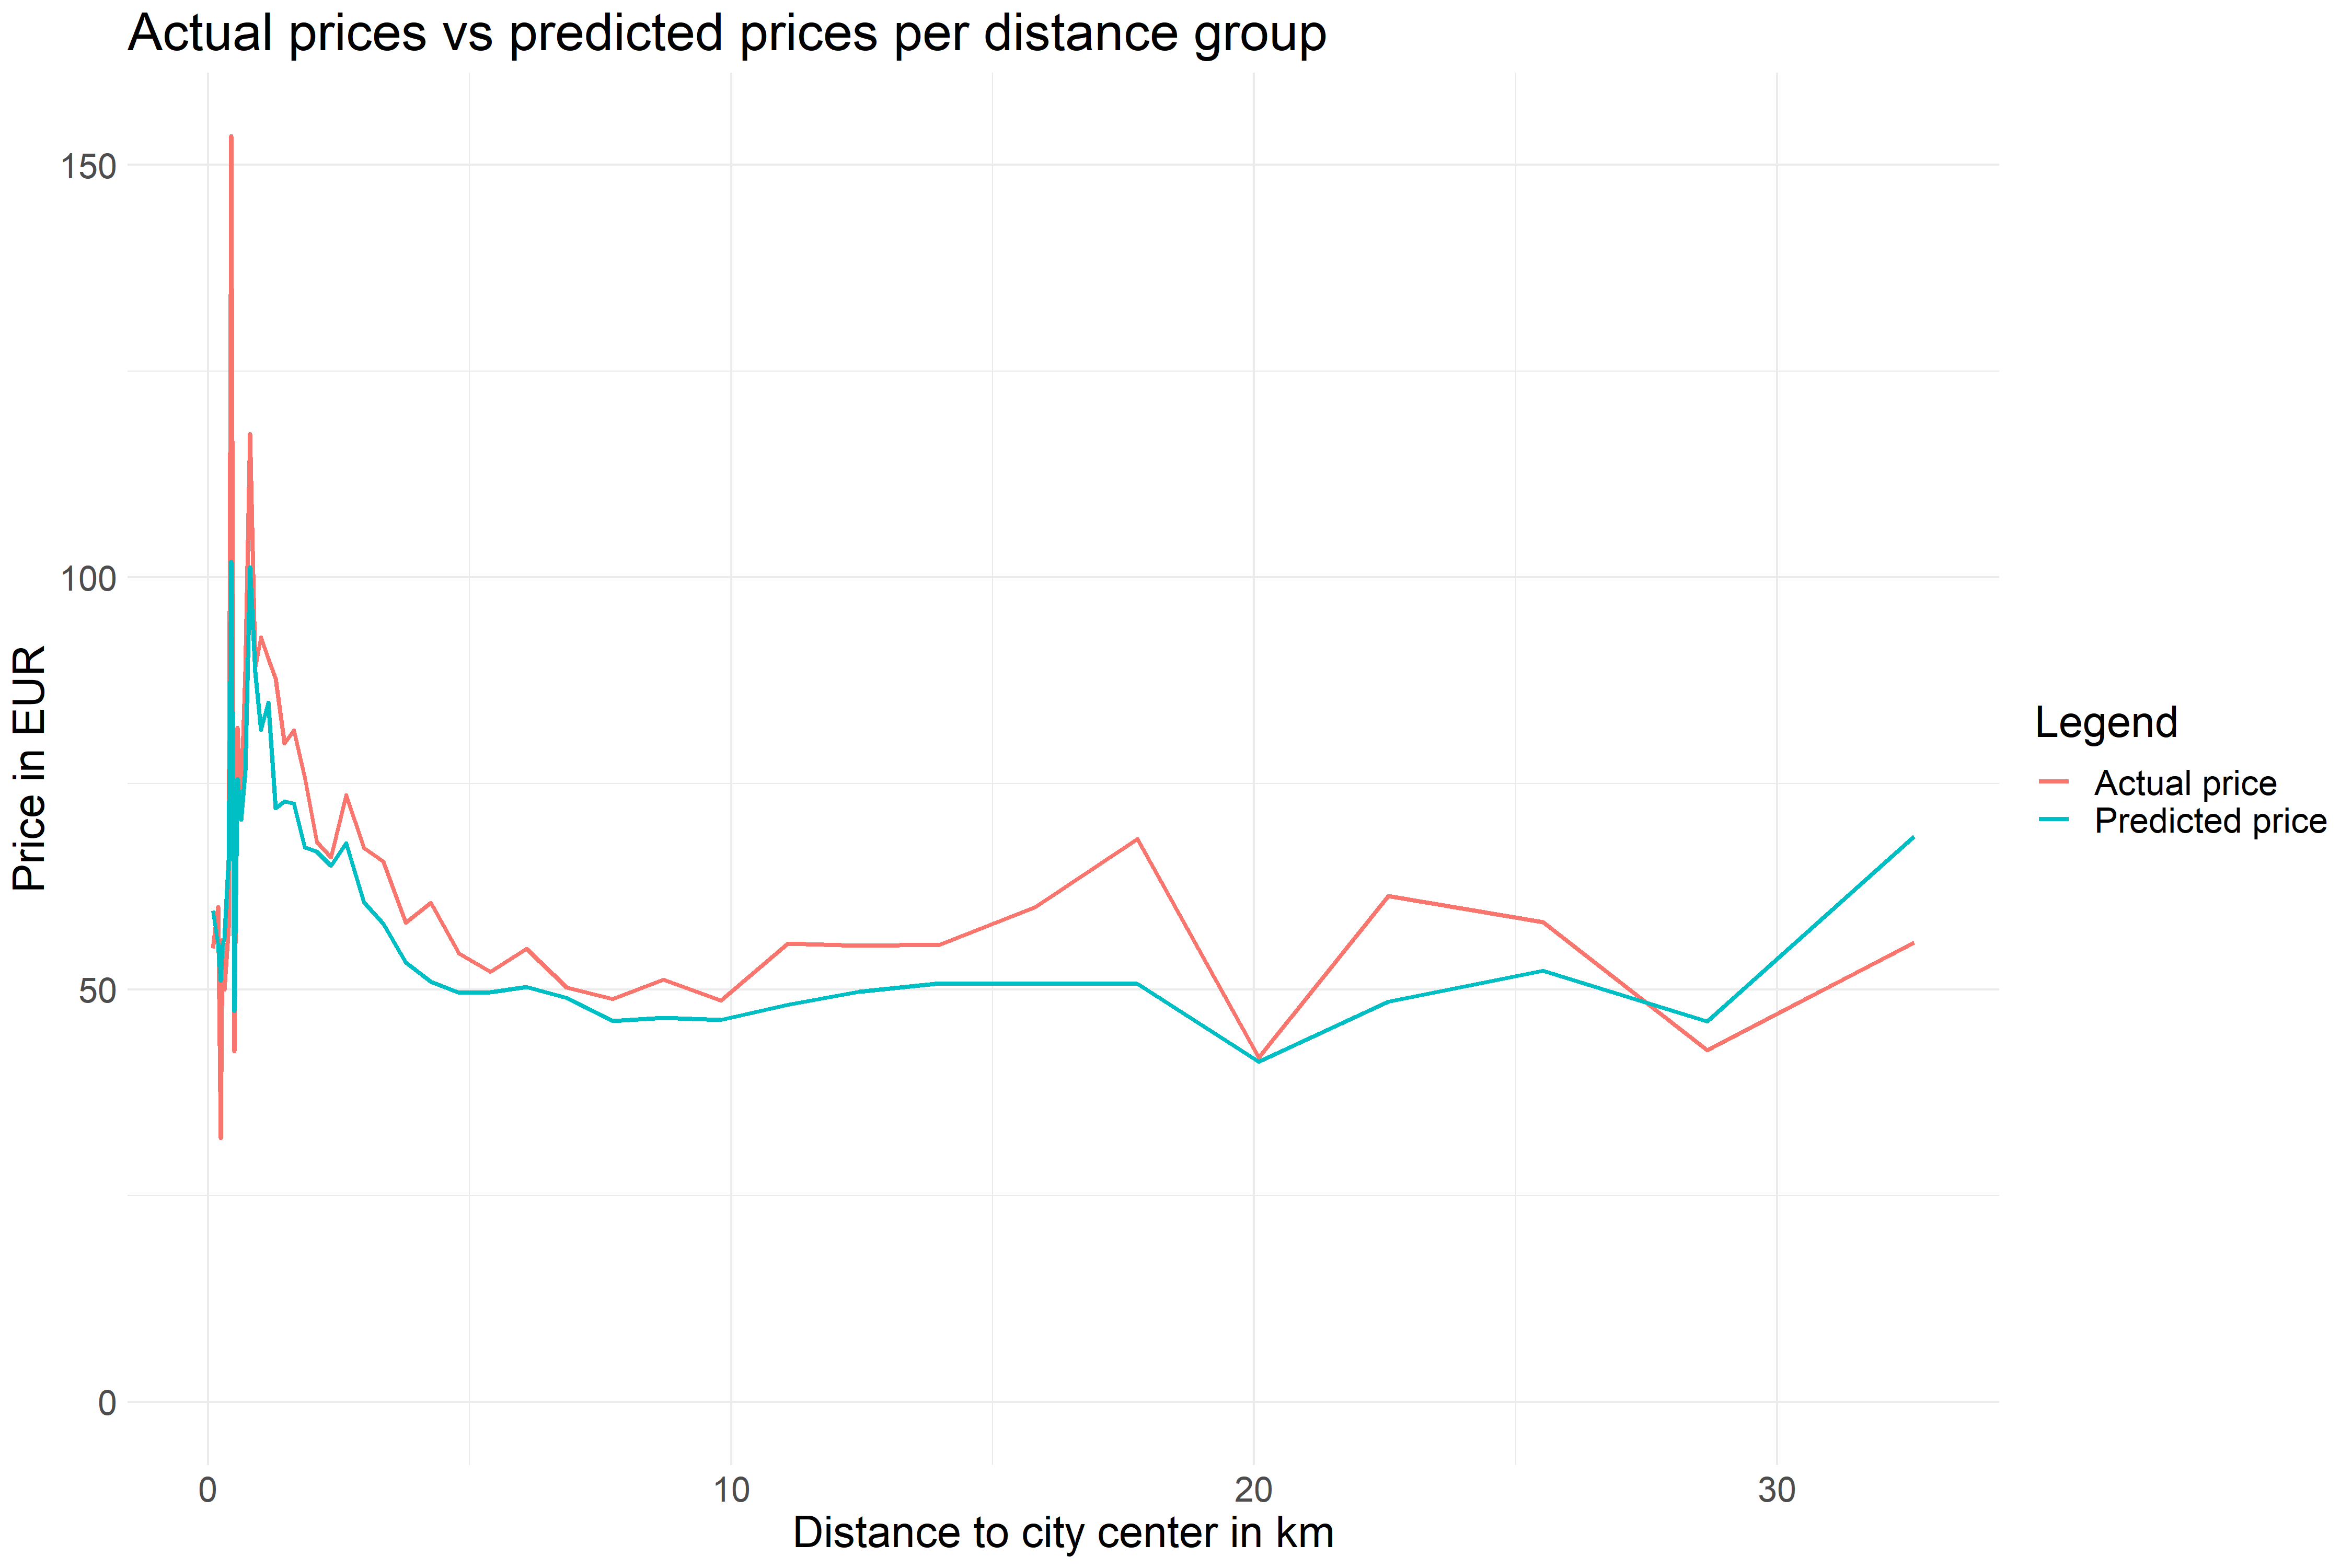 Actual prices vs predicted prices per distance group
150
100
50
0
Price in EUR
0 10 20 30
Distance to city center in km
Legend
Actual price
Predicted price